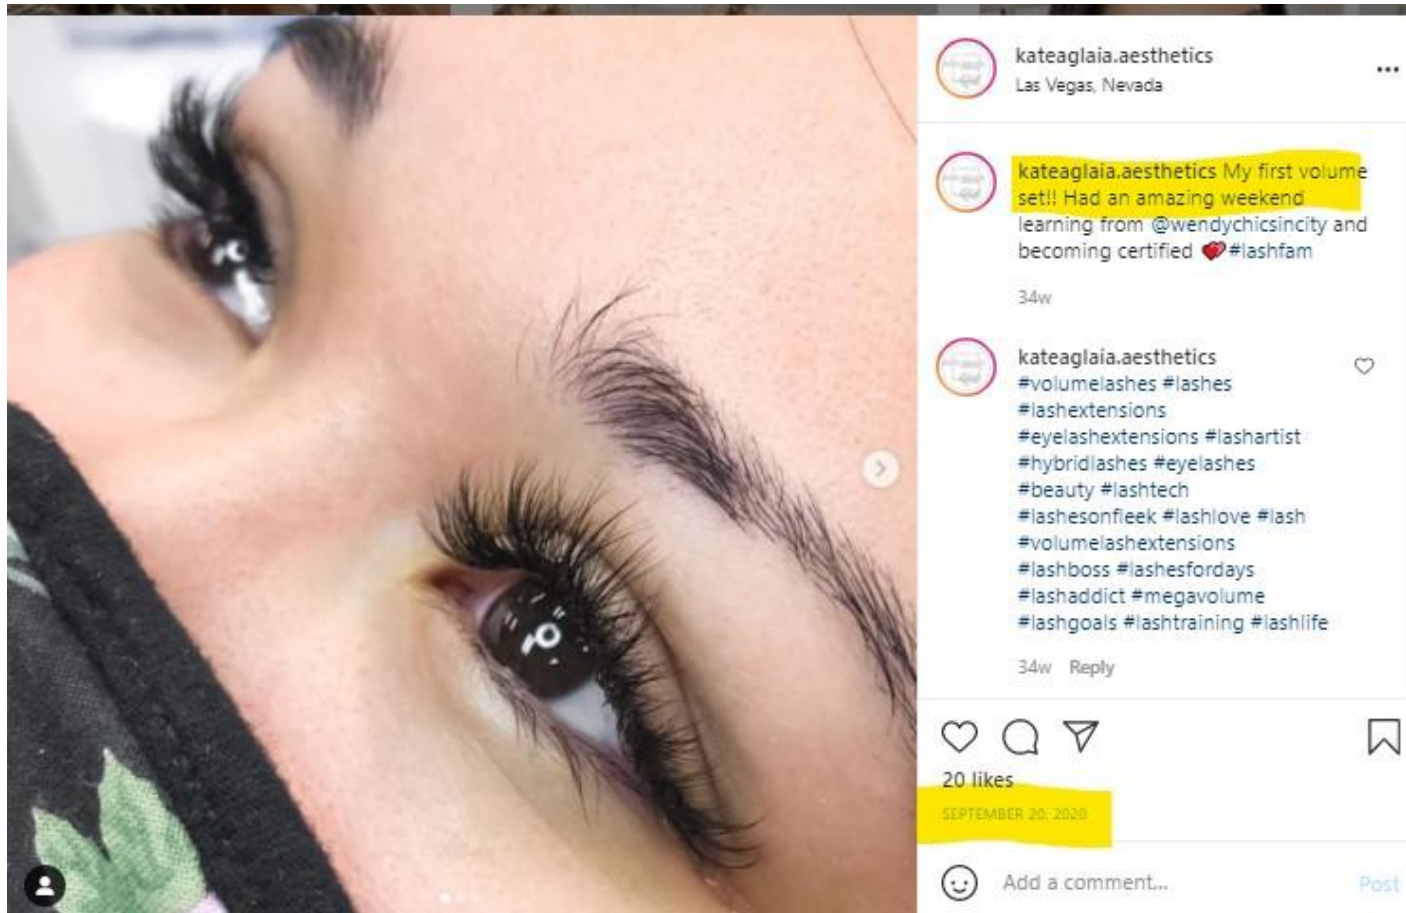 kateaglaia.aesthetics
Las Vegas, Nevada
kateaglaia.aesthetics My first volume
set!! Had an amazing weekend
learning from @wendychicsincity and
becoming certified 💕#lashfam
34w
kateaglaia.aesthetics
#volumelashes #lashes
#lashextensions
#eyelashextensions #lashartist
#hybridlashes #eyelashes
#beauty #lashtech
#lashesonfleek #lashlove #lash
#volumelashextensions
#lashboss #lashesfordays
#lashaddict #megavolume
#lashgoals #lashtraining #lashlife
34w Reply
20 likes
SEPTEMBER 20, 2020
Add a comment...
Post